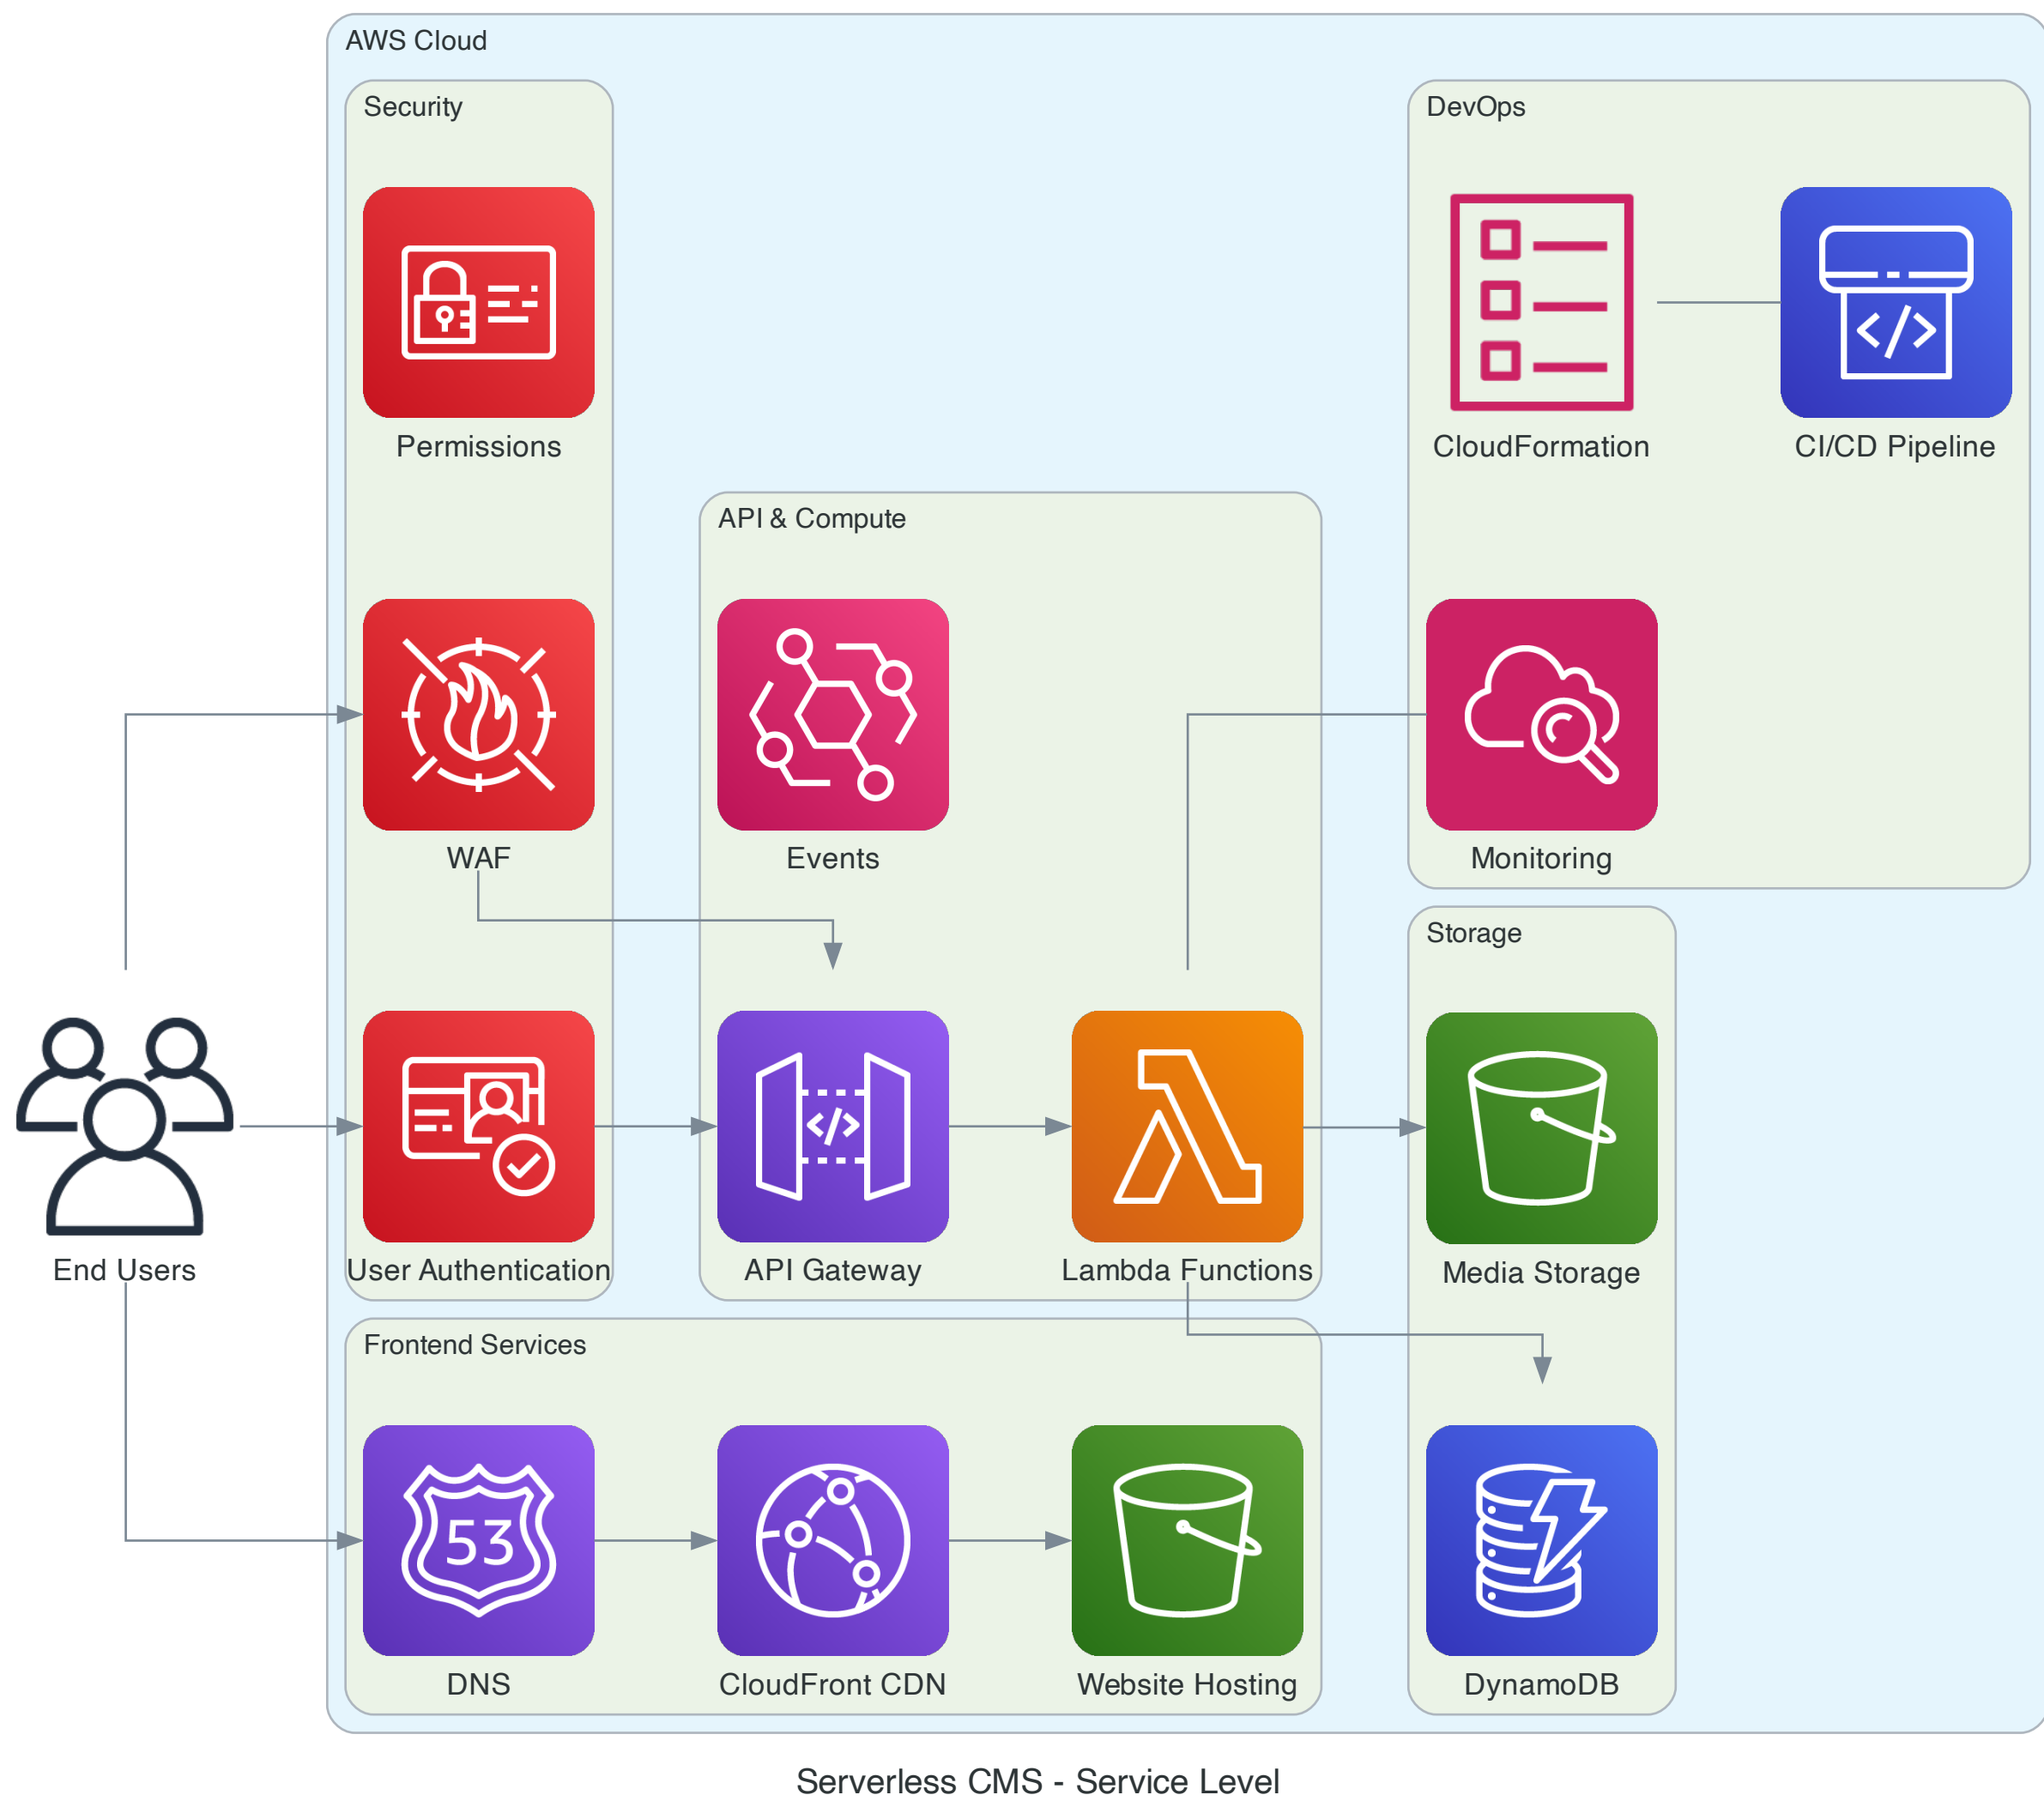 AWS Cloud
Security
DevOps
Permissions
CloudFormation
CI/CD Pipeline
API & Compute
WAF
Events
Monitoring
Storage
End Users
User Authentication
API Gateway
Lambda Functions
Media Storage
Frontend Services
53
DNS
CloudFront CDN
Website Hosting
DynamoDB
Serverless CMS - Service Level